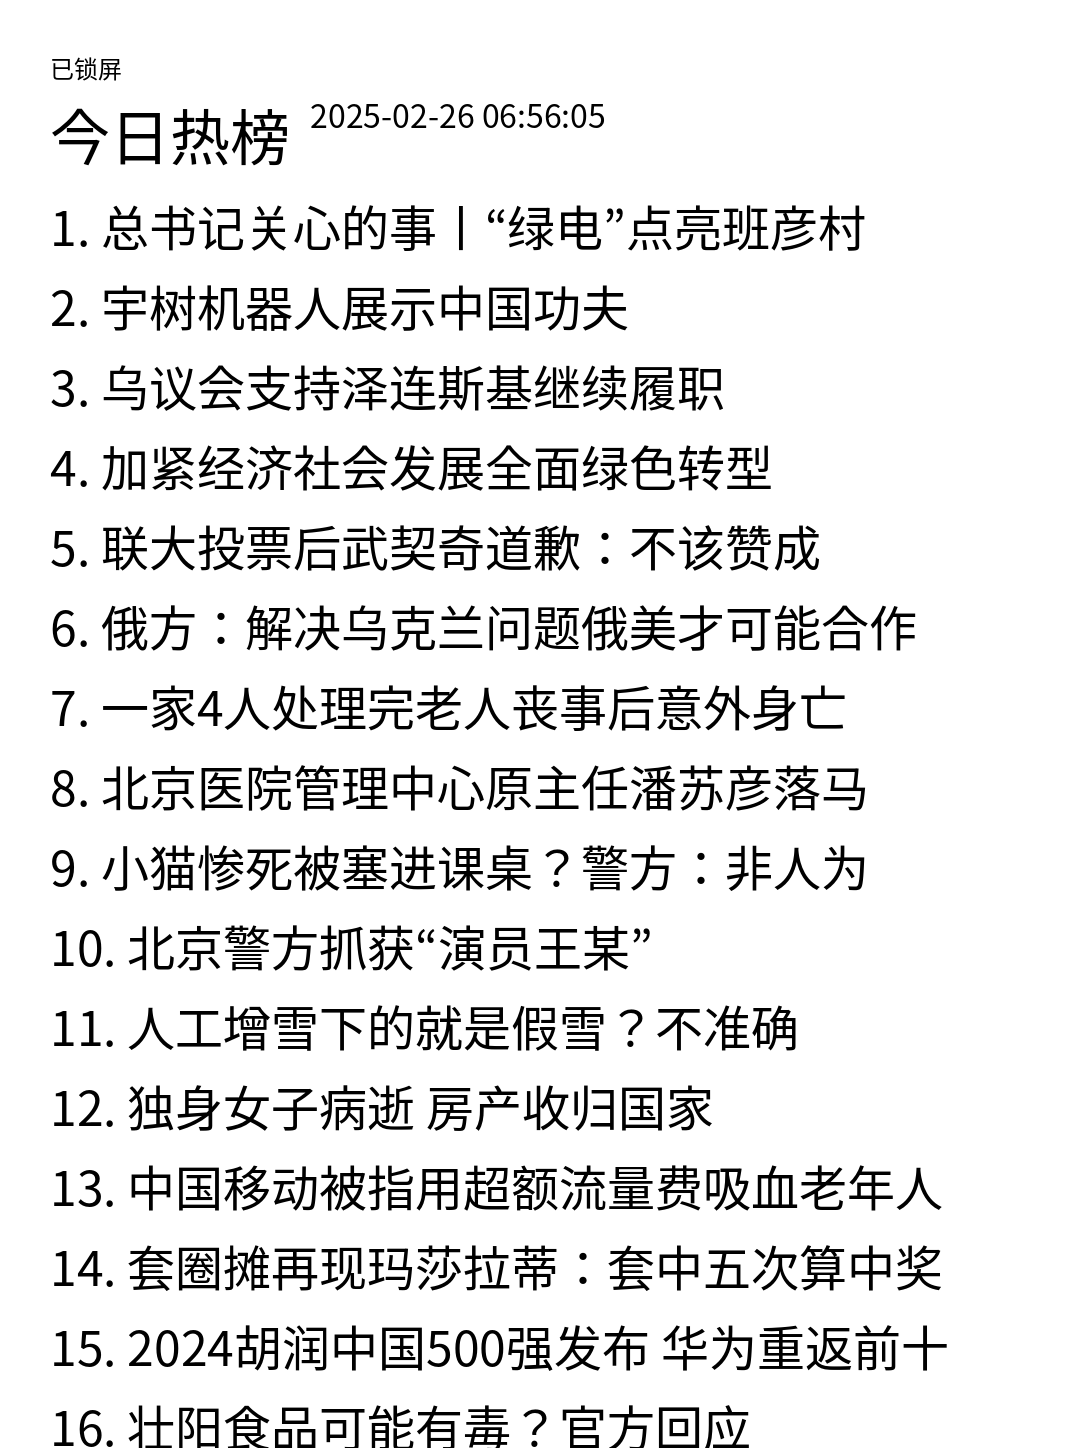 已锁屏
今日热榜 2025-02-26 06:56:05
1. 总书记关心的事丨“绿电”点亮班彦村
2. 宇树机器人展示中国功夫
3. 乌议会支持泽连斯基继续履职
4. 加紧经济社会发展全面绿色转型
5. 联大投票后武契奇道歉：不该赞成
6. 俄方：解决乌克兰问题俄美才可能合作
7. 一家4人处理完老人丧事后意外身亡
8. 北京医院管理中心原主任潘苏彦落马
9. 小猫惨死被塞进课桌？警方：非人为
10. 北京警方抓获“演员王某”
11. 人工增雪下的就是假雪？不准确
12. 独身女子病逝 房产收归国家
13. 中国移动被指用超额流量费吸血老年人
14. 套圈摊再现玛莎拉蒂：套中五次算中奖
15. 2024胡润中国500强发布 华为重返前十
16. 壮阳食品可能有毒？官方回应